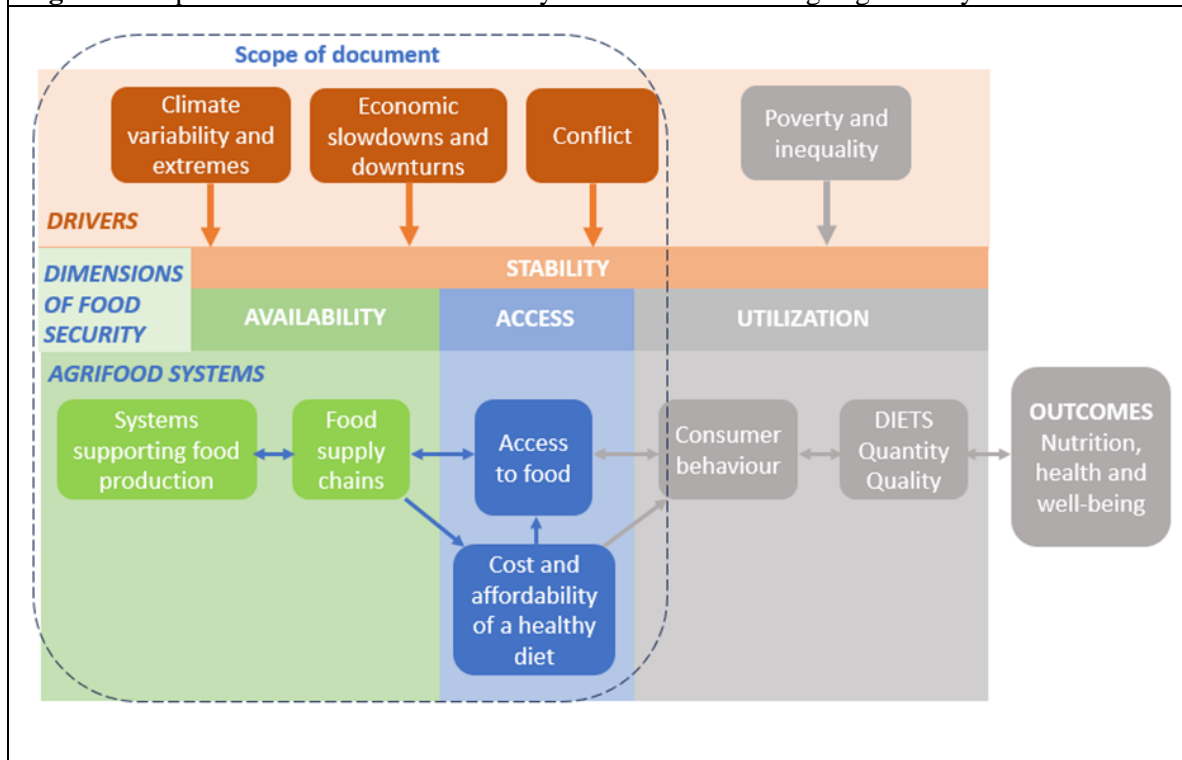 Scope of document
Climate
variability and
extremes
Economic
slowdowns and
downturns
Conflict
Poverty and
inequality
DRIVERS
DIMENSIONS
OF FOOD
SECURITY
STABILITY
AVAILABILITY
ACCESS
UTILIZATION
AGRIFOOD SYSTEMS
Systems
supporting food
production
Food
supply
chains
Access
to food
Cost and
affordability
of a healthy
diet
Consumer
behaviour
DIETS
Quantity
Quality
OUTCOMES
Nutrition,
health and
well-being